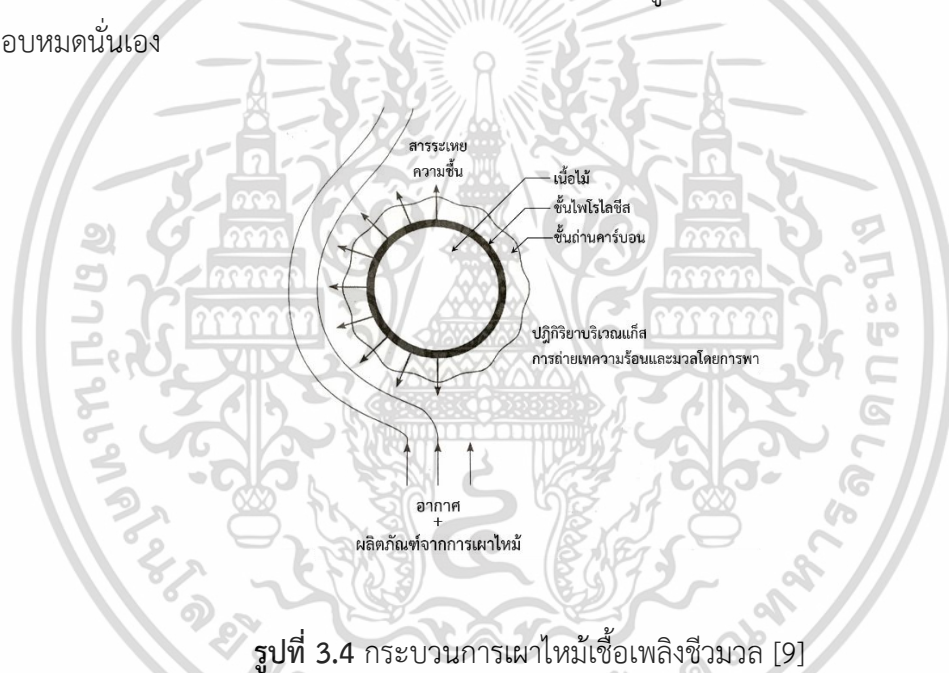 อบหมดนั่นเอง
สารระเหย
ความชื้น
เนื้อไม้
ชั้นไพโรไลซีส
ชั้นถ่านคาร์บอน
ปฏิกิริยาบริเวณแก๊ส
การถ่ายเทความร้อนและมวลโดยการพา
อากาศ
+
ผลิตภัณฑ์จากการเผาไหม้
รูปที่ 3.4 กระบวนการเผาไหม้เชื้อเพลิงชีวมวล [9]